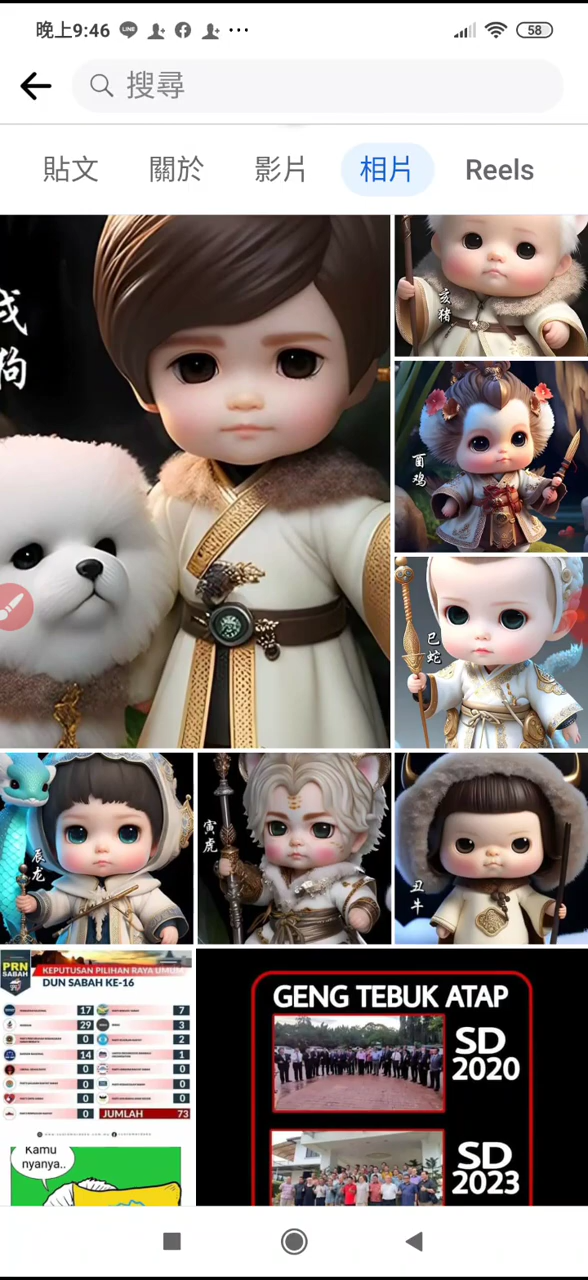 晚上9:46
LINE
58
搜尋
貼文
關於
影片
相片
Reels
戌
狗
亥
猪
酉
鸡
巳
蛇
辰
龙
寅
虎
丑
牛
PRN
SABAH
KEPUTUSAN PILIHAN RAYA UMUM
DUN SABAH KE-16
17
7
29
3
0
2
14
1
0
0
0
0
0
0
0
JUMLAH 73
Kamu
nyanya..
GENG TEBUK ATAP
SD
2020
SD
2023